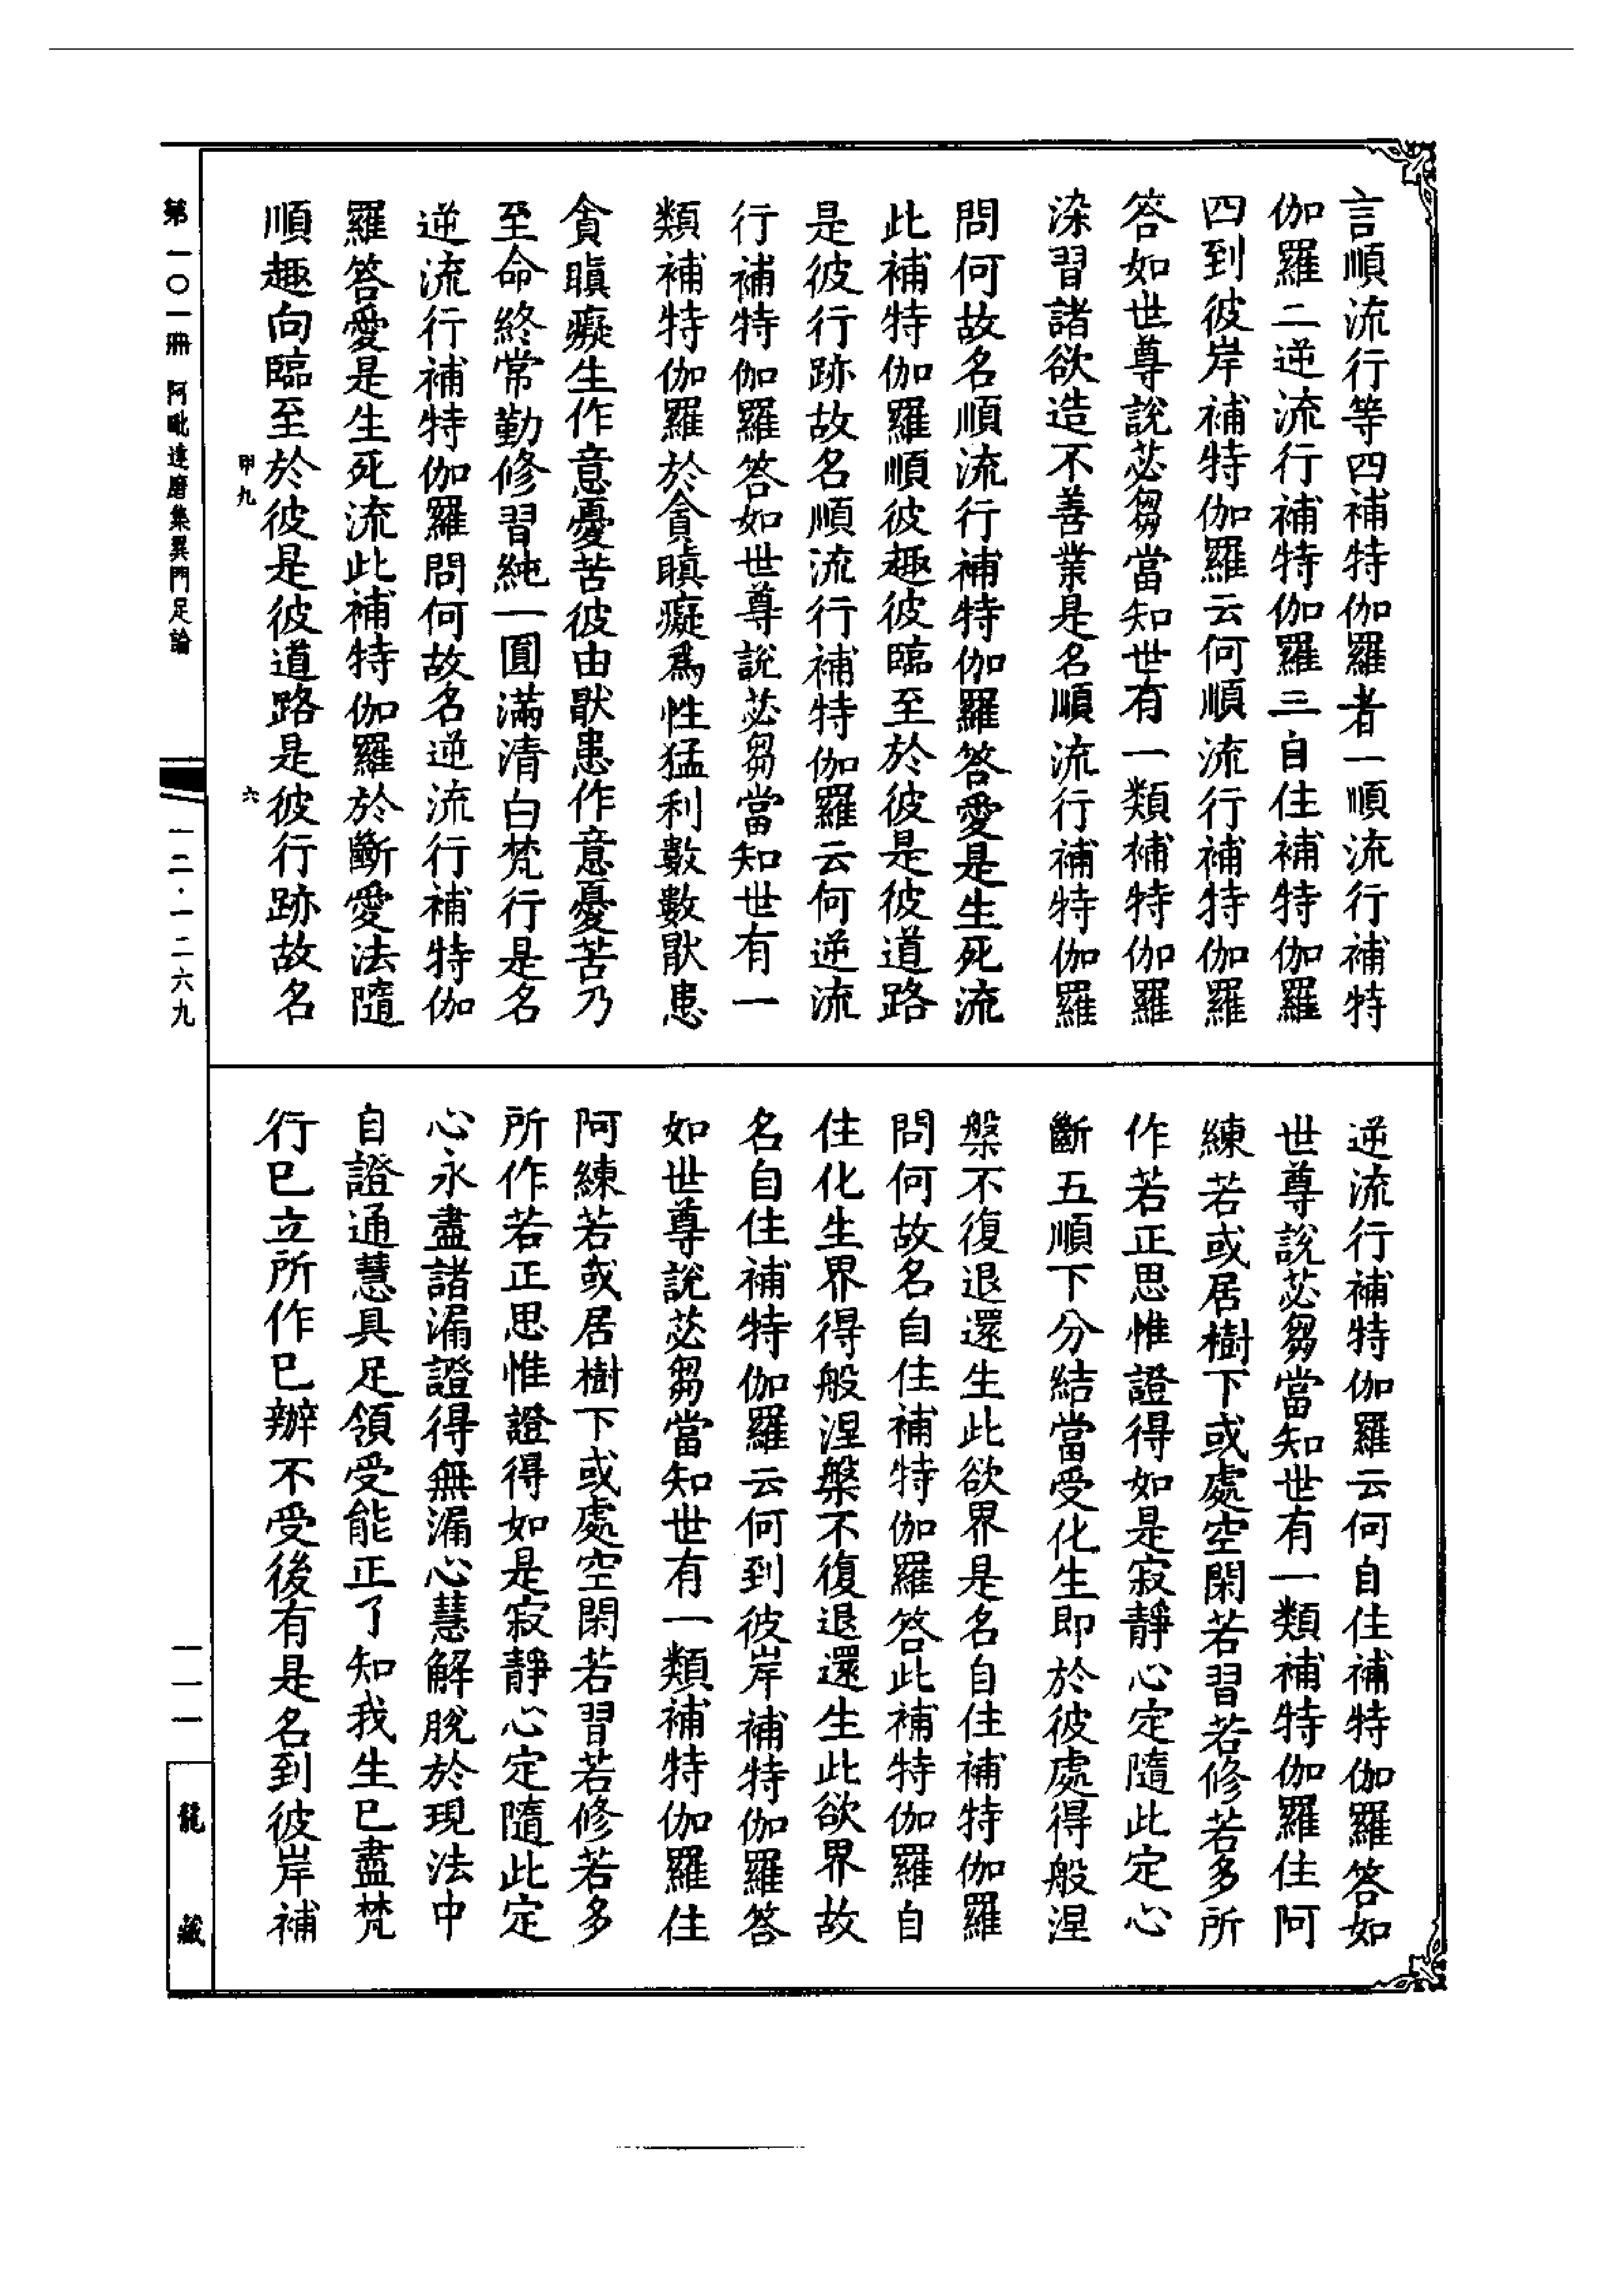 言順流行等四補特伽羅者一順流行補特
伽羅二逆流行補特伽羅三自住補特伽羅
四到彼岸補特伽羅云何順流行補特伽羅
答如世尊說苾芻當知世有一類補特伽羅
染習諸欲造不善業是名順流行補特伽羅
問何故名順流行補特伽羅答愛是生死流
此補特伽羅順彼趣彼臨至於彼是彼道路
是彼行跡故名順流行補特伽羅云何逆流
行補特伽羅答如世尊說苾芻當知世有一
類補特伽羅於貪瞋癡為性猛利數數猒患
貪瞋癡生作意憂苦彼由猒患作意憂苦乃
至命終常勤修習純一圓滿清白梵行是名
逆流行補特伽羅問何故名逆流行補特伽
羅答愛是生死流此補特伽羅於斷愛法隨
順趣向臨至於彼是彼道路是彼行跡故名
逆流行補特伽羅云何自住補特伽羅答如
世尊說苾芻當知世有一類補特伽羅住阿
練若或居樹下或處空閑若習若修若多所
作若正思惟證得如是寂靜心定隨此定心
斷五順下分結當受化生即於彼處得般涅
槃不復退還生此欲界是名自住補特伽羅
問何故名自住補特伽羅答此補特伽羅自
住化生界得般涅槃不復退還生此欲界故
名自住補特伽羅云何到彼岸補特伽羅答
如世尊說苾芻當知世有一類補特伽羅住
阿練若或居樹下或處空閑若習若修若多
所作若正思惟證得如是寂靜心定隨此定
心永盡諸漏證得無漏心慧解脫於現法中
自證通慧具足領受能正了知我生已盡梵
行已立所作已辦不受後有是名到彼岸補
甲九
六
第一〇一冊 阿毗達磨集異門足論
一二·一二六九
一一一
龍藏